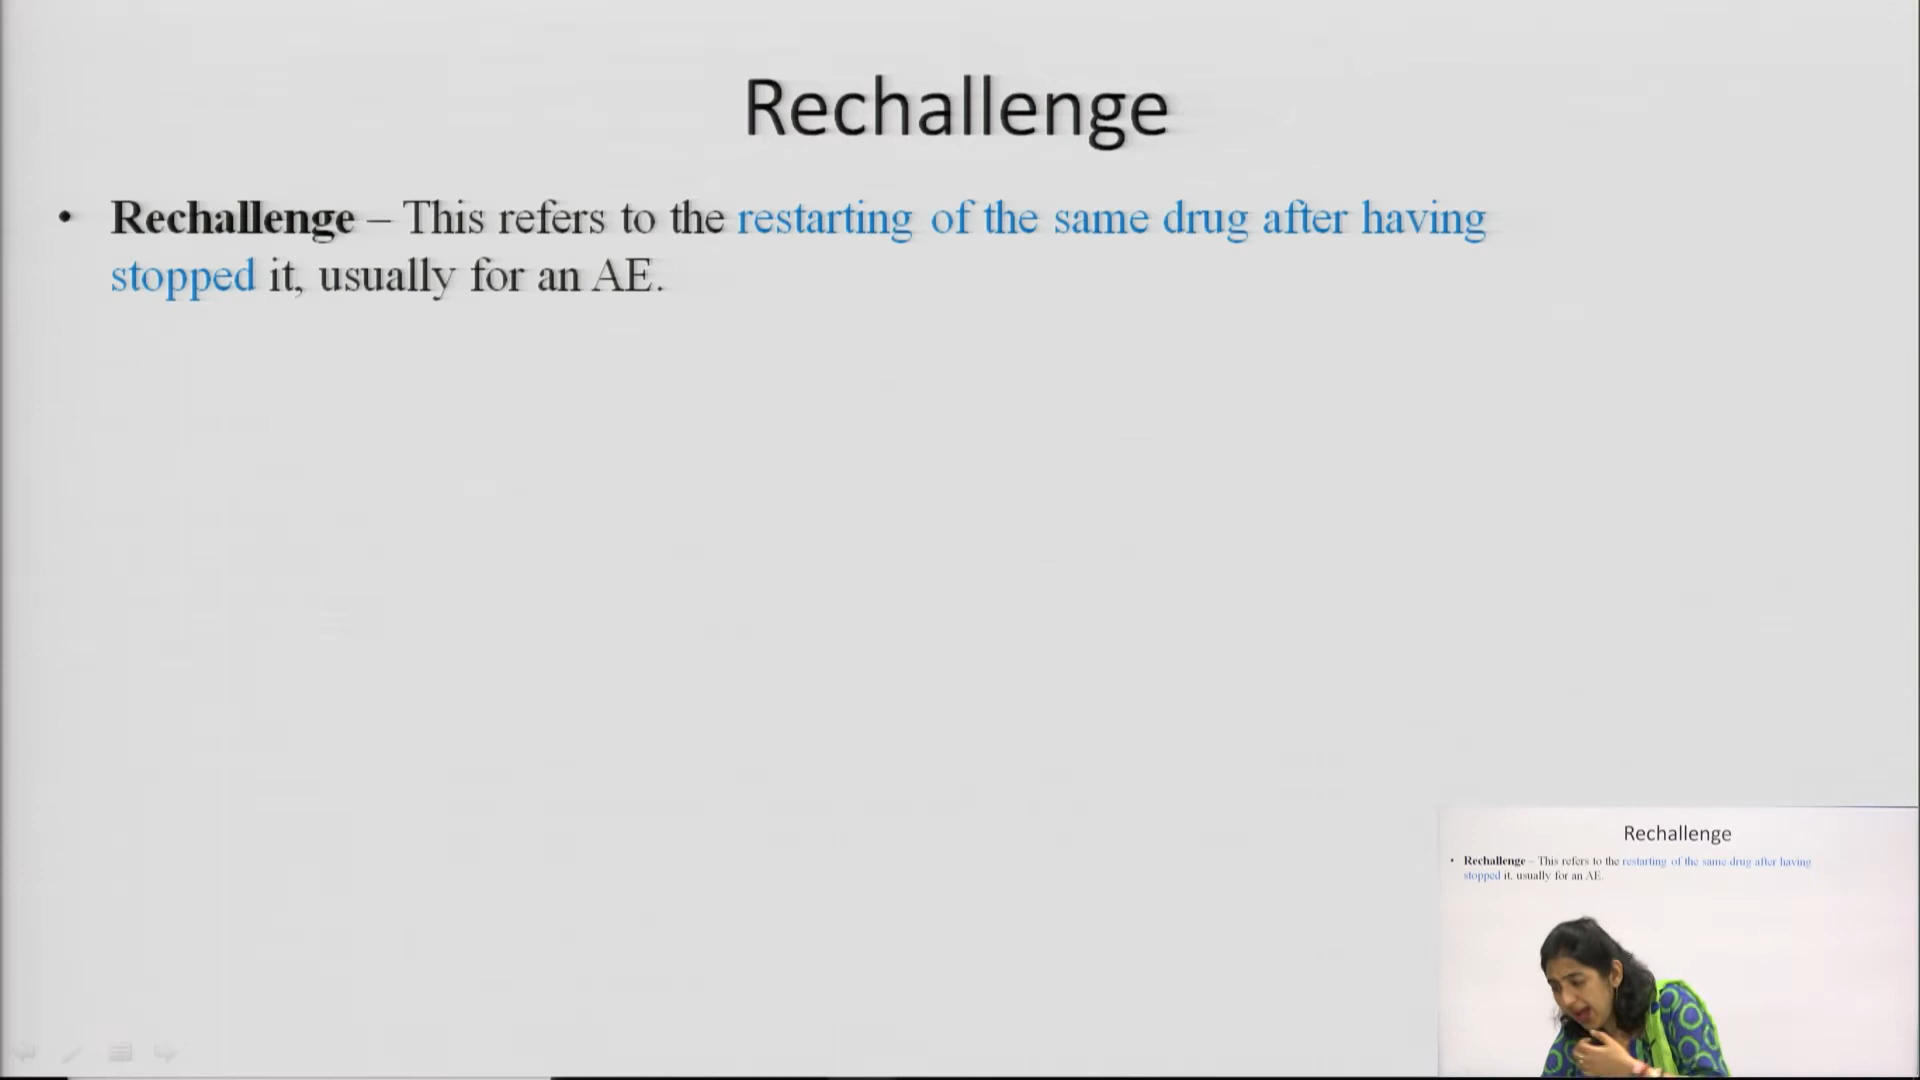 Rechallenge
• Rechallenge – This refers to the restarting of the same drug after having
stopped it, usually for an AE.
Rechallenge
• Rechallenge – This refers to the restarting of the same drug after having
stopped it, usually for an AE.